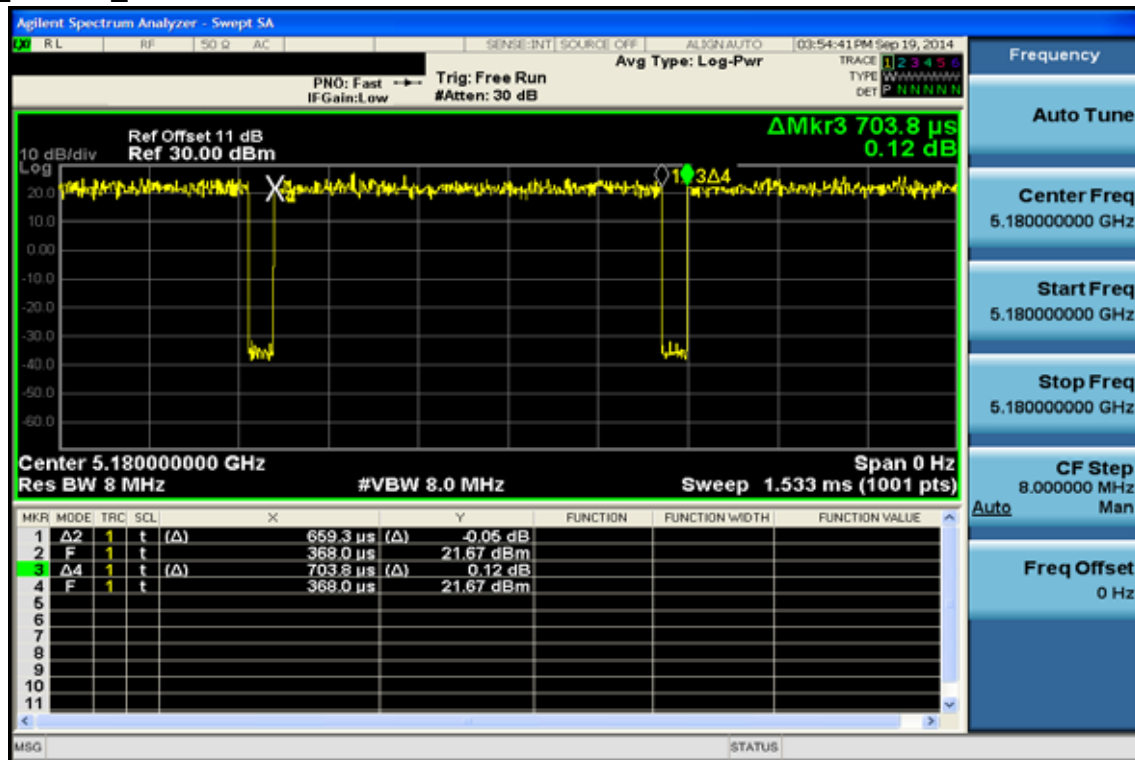 Agilent Spectrum Analyzer - Swept SA
LXI RL RF 50 Ω AC SENSE:INT SOURCE OFF ALIGN AUTO 03:54:41 PM Sep 19, 2014
Frequency
Avg Type: Log-Pwr
TRACE 1 2 3 4 5 6
PNO: Fast Trig: Free Run
TYPE WWWWWW
IFGain:Low #Atten: 30 dB
DET P N N N N N
Auto Tune
ΔMkr3 703.8 µs
0.12 dB
Ref Offset 11 dB
10 dB/div Ref 30.00 dBm
Log
1 3Δ4
20.0
10.0
0.00
-10.0
-20.0
-30.0
-40.0
-50.0
-60.0
Center Freq
5.180000000 GHz
Start Freq
5.180000000 GHz
Stop Freq
5.180000000 GHz
Center 5.180000000 GHz Span 0 Hz
Res BW 8 MHz #VBW 8.0 MHz Sweep 1.533 ms (1001 pts)
CF Step
8.000000 MHz
Auto Man
Freq Offset
0 Hz
MKR MODE TRC SCL X Y FUNCTION FUNCTION WIDTH FUNCTION VALUE
1 Δ2 1 t (Δ) 659.3 µs (Δ) -0.05 dB
2 F 1 t 368.0 µs 21.67 dBm
3 Δ4 1 t (Δ) 703.8 µs (Δ) 0.12 dB
4 F 1 t 368.0 µs 21.67 dBm
5
6
7
8
9
10
11
MSG STATUS